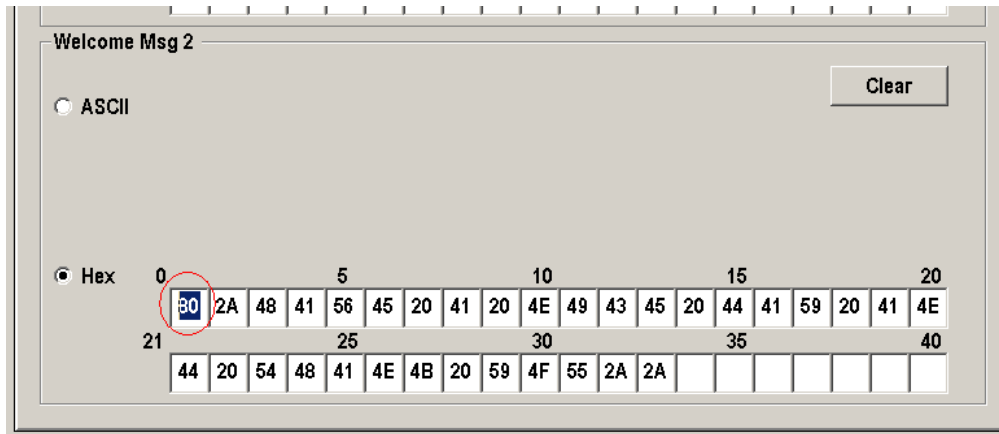 Welcome Msg 2
Clear
ASCII
Hex 0 5 10 15 20
80 2A 48 41 56 45 20 41 20 4E 49 43 45 20 44 41 59 20 41 4E
21 25 30 35 40
44 20 54 48 41 4E 4B 20 59 4F 55 2A 2A